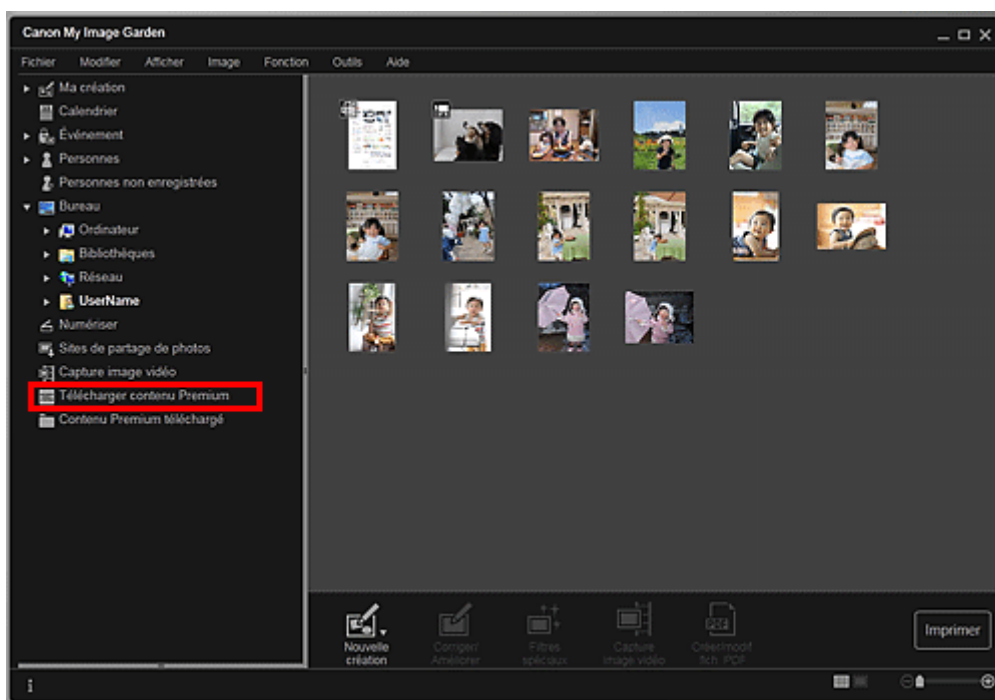 Canon My Image Garden
Fichier Modifier Afficher Image Fonction Outils Aide
Ma création
Calendrier
Événement
Personnes
Personnes non enregistrées
Bureau
Ordinateur
Bibliothèques
Réseau
UserName
Numériser
Sites de partage de photos
Capture image vidéo
Télécharger contenu Premium
Contenu Premium téléchargé
Nouvelle
création
Corriger/
Améliorer
Filtres
spéciaux
Capture
image vidéo
PDF
Créer/modif
fich. PDF
Imprimer